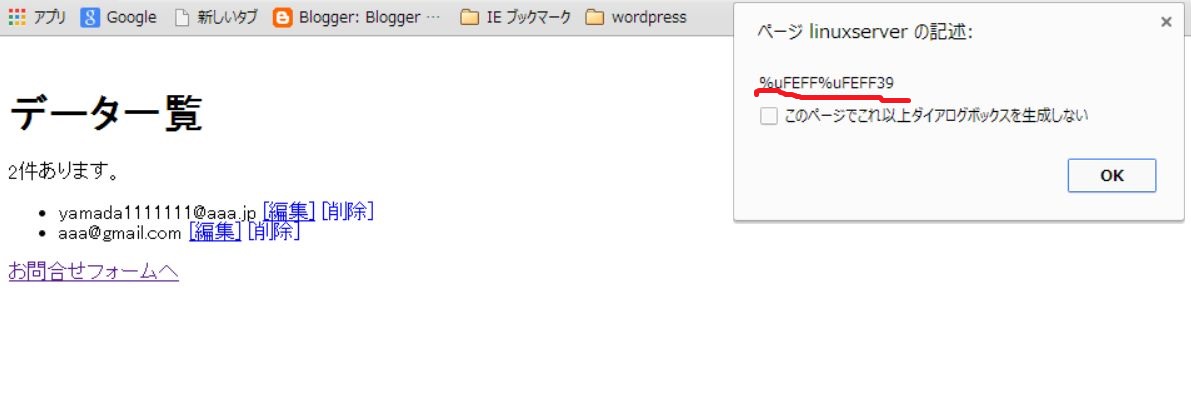 アプリ Google 新しいタブ Blogger: Blogger … IE ブックマーク wordpress
データ一覧
2件あります。
yamada1111111@aaa.jp [編集] [削除]
aaa@gmail.com [編集] [削除]
お問合せフォームへ
ページ linuxserver の記述:
%uFEFF%uFEFF39
このページでこれ以上ダイアログボックスを生成しない
OK